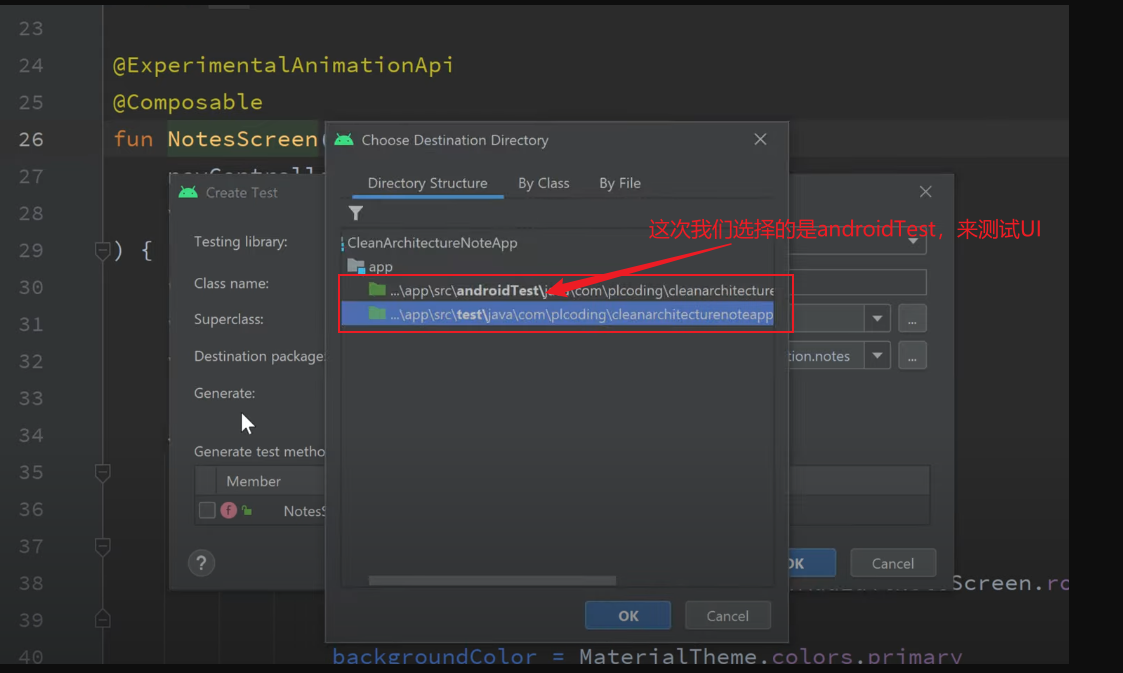 23
24 @ExperimentalAnimationApi
25 @Composable
26 fun NotesScreen(
27
28
29 ) {
30
31
32
33
34
35
36
37
38
39
40 backgroundColor = MaterialTheme.colors.primary
Create Test
Testing library:
Class name:
Superclass:
...
Destination package:
tion.notes
...
Generate:
Generate test metho
Member
f NotesS
?
OK
Cancel
Screen.ro
Choose Destination Directory
Directory Structure By Class By File
CleanArchitectureNoteApp
app
...\app\src\androidTest\java\com\plcoding\cleanarchitecture
...\app\src\test\java\com\plcoding\cleanarchitecturenoteapp
OK Cancel
这次我们选择的是androidTest，来测试UI